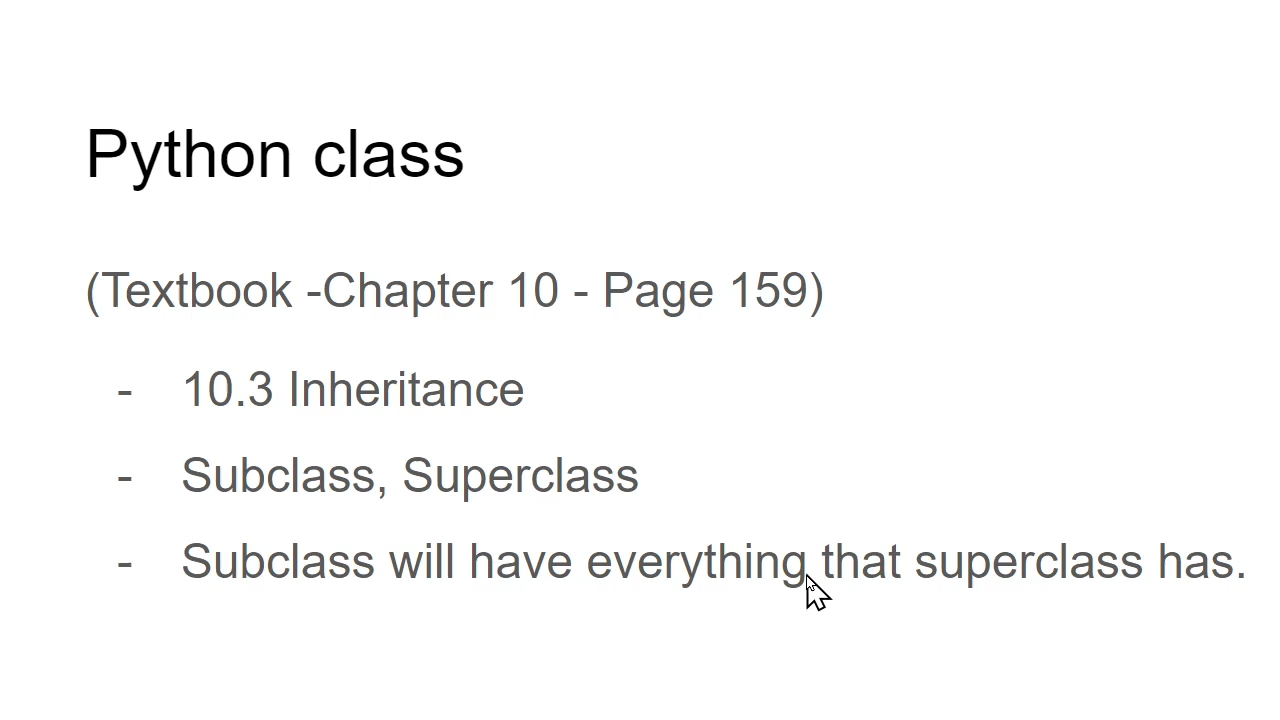 Python class
(Textbook -Chapter 10 - Page 159)
- 10.3 Inheritance
- Subclass, Superclass
- Subclass will have everything that superclass has.